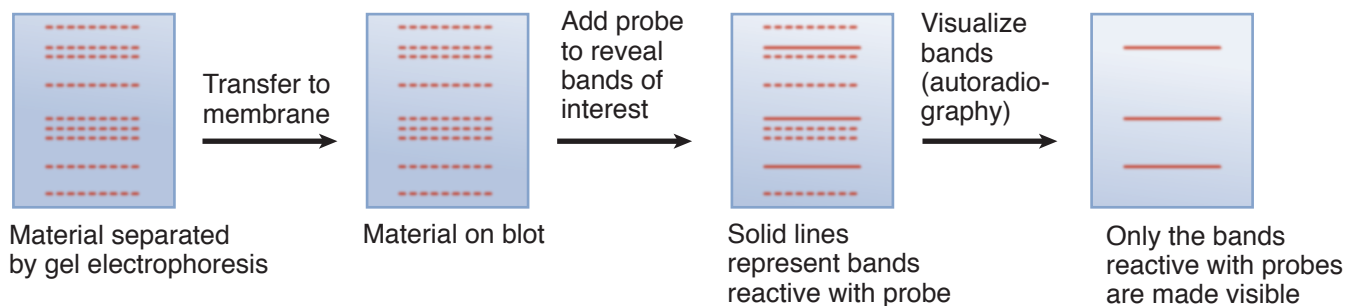 Transfer to
membrane
Add probe
to reveal
bands of
interest
Visualize
bands
(autoradio-
graphy)
Material separated
by gel electrophoresis
Material on blot
Solid lines
represent bands
reactive with probe
Only the bands
reactive with probes
are made visible